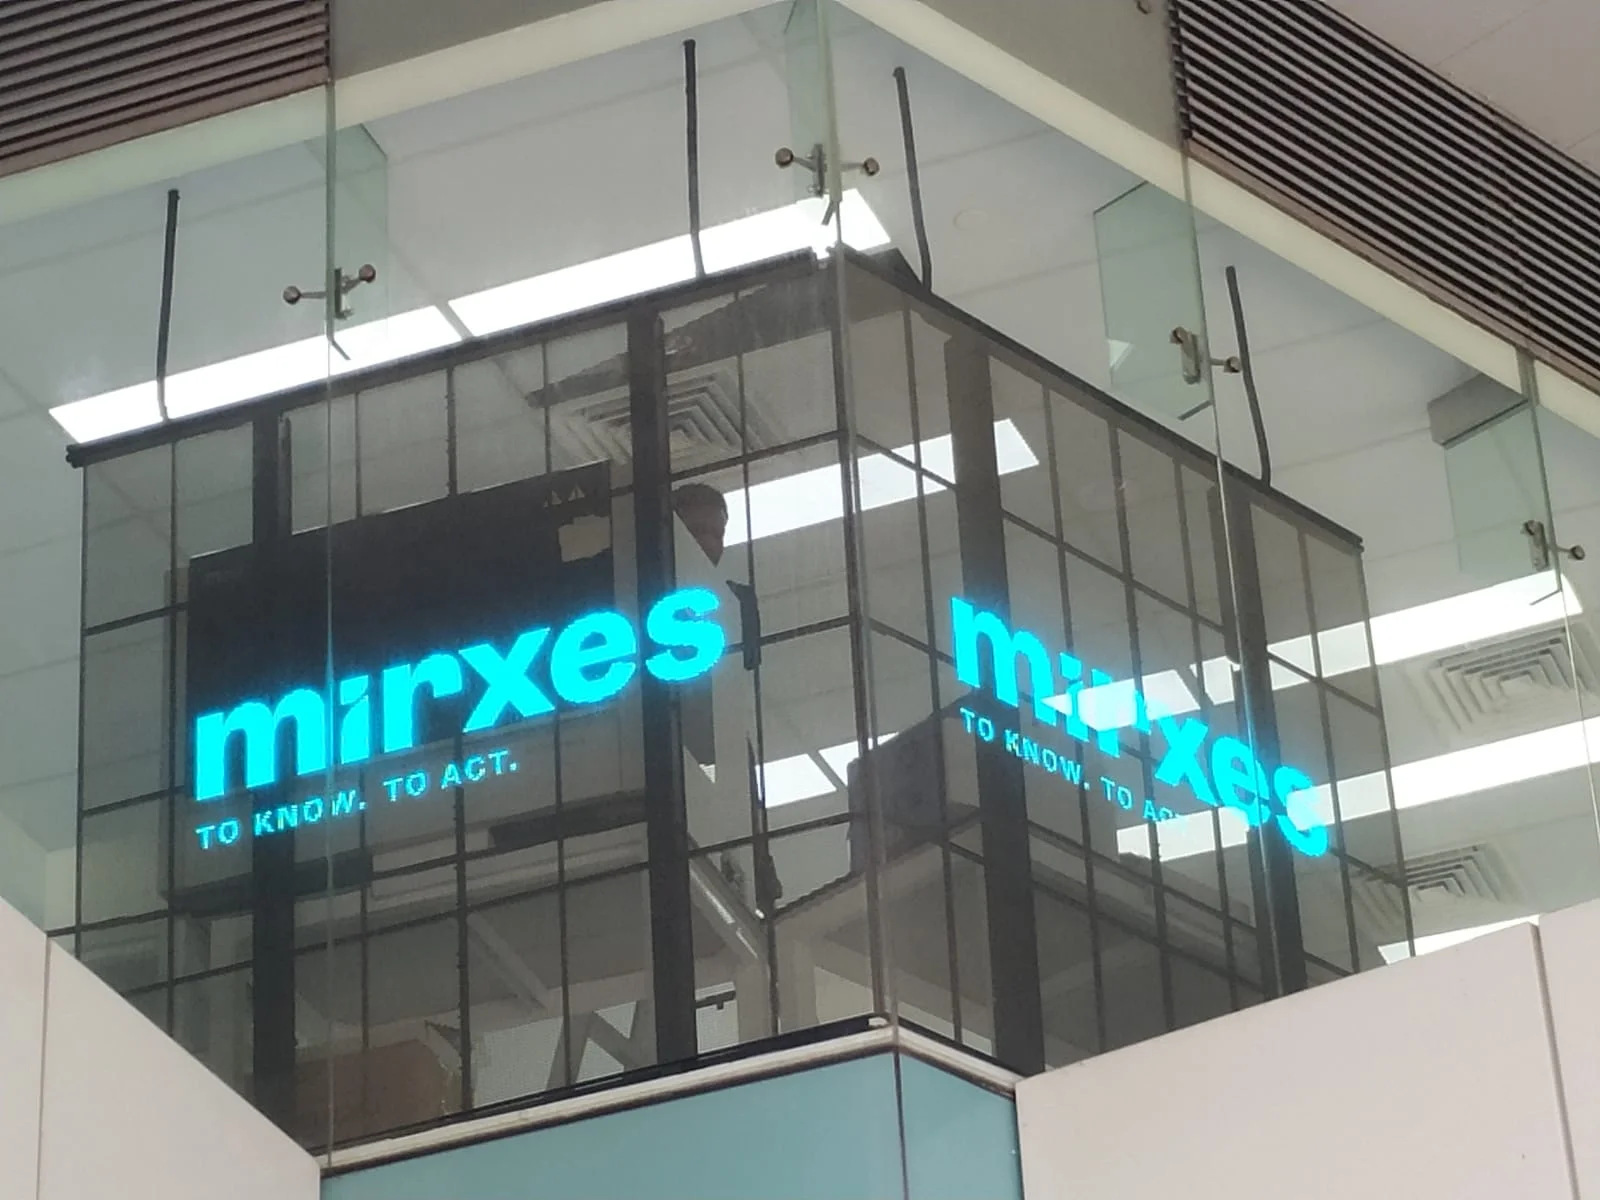 mirxes
TO KNOW. TO ACT.
mirxes
TO KNOW. TO ACT